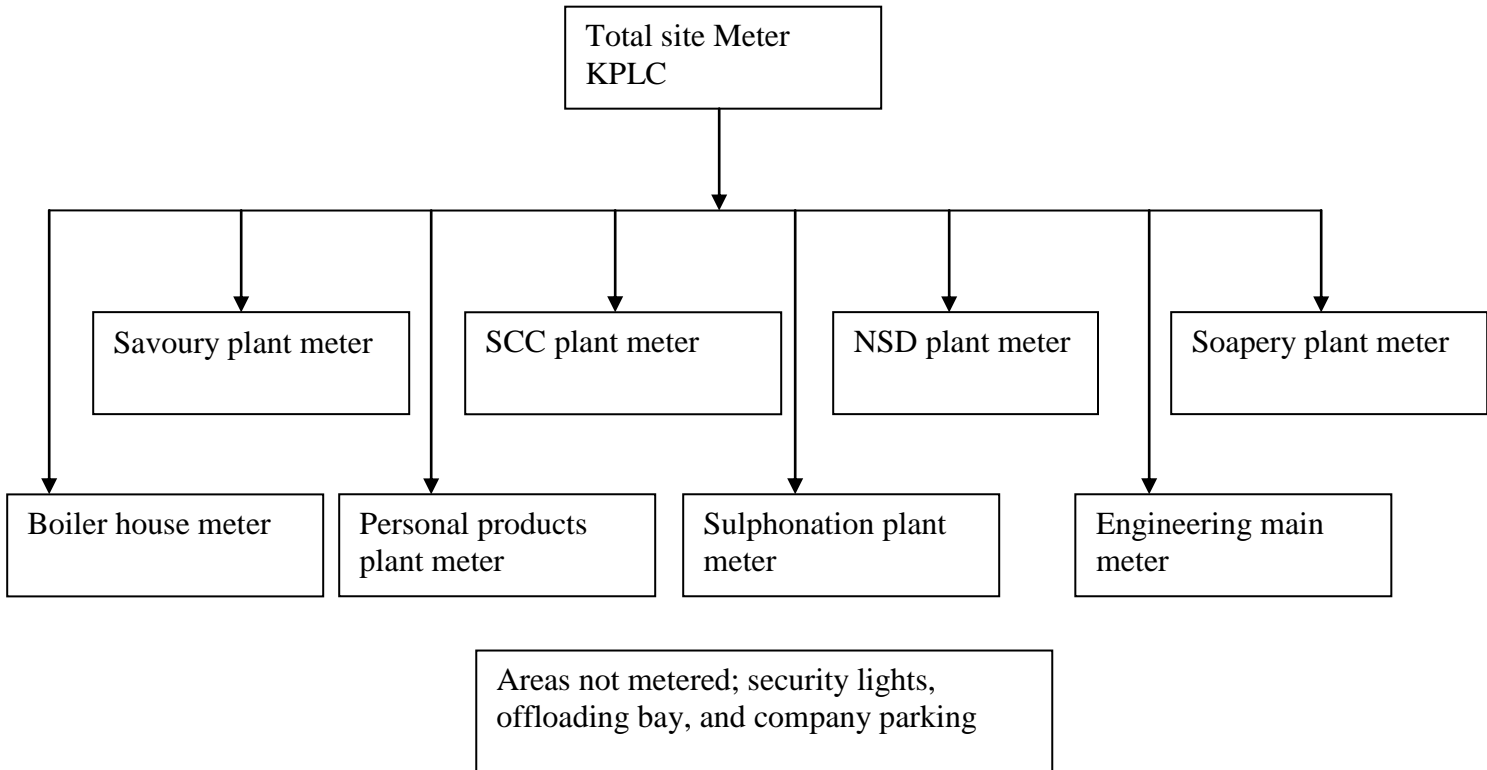 Total site Meter
KPLC
Savoury plant meter
SCC plant meter
NSD plant meter
Soapery plant meter
Boiler house meter
Personal products
plant meter
Sulphonation plant
meter
Engineering main
meter
Areas not metered; security lights,
offloading bay, and company parking